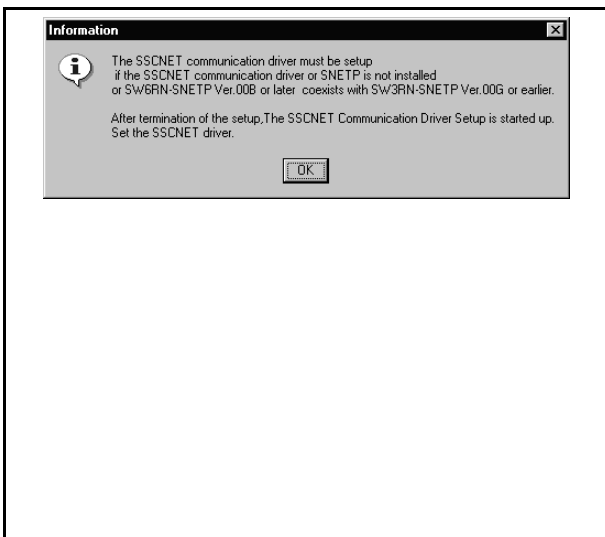 Information
The SSCNET communication driver must be setup
if the SSCNET communication driver or SNETP is not installed
or SW6RN-SNETP Ver.00B or later coexists with SW3RN-SNETP Ver.00G or earlier.
After termination of the setup,The SSCNET Communication Driver Setup is started up.
Set the SSCNET driver.
OK